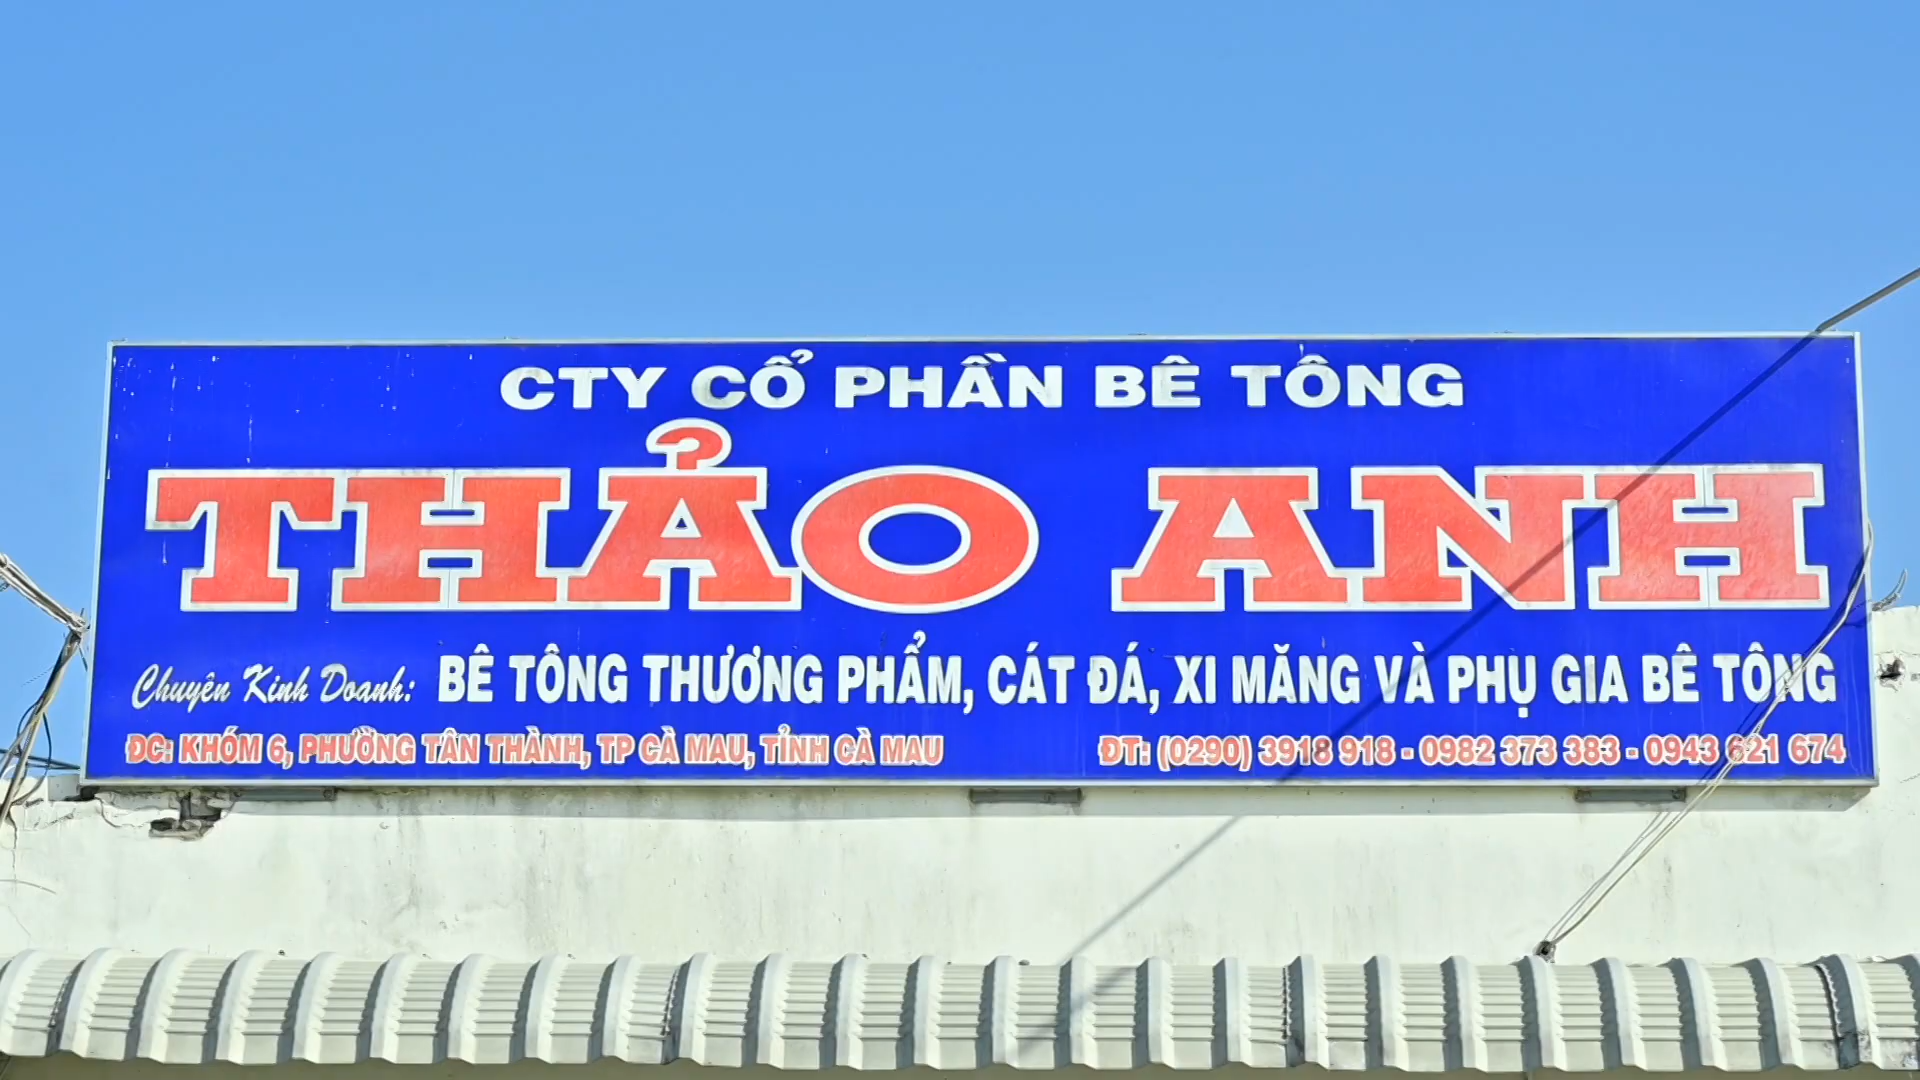 CTY CỔ PHẦN BÊ TÔNG
THẢO ANH
Chuyên Kinh Doanh: BÊ TÔNG THƯƠNG PHẨM, CÁT ĐÁ, XI MĂNG VÀ PHỤ GIA BÊ TÔNG
ĐC: KHÓM 6, PHƯỜNG TÂN THÀNH, TP CÀ MAU, TỈNH CÀ MAU ĐT: (0290) 3918 918 - 0982 373 383 - 0943 621 674